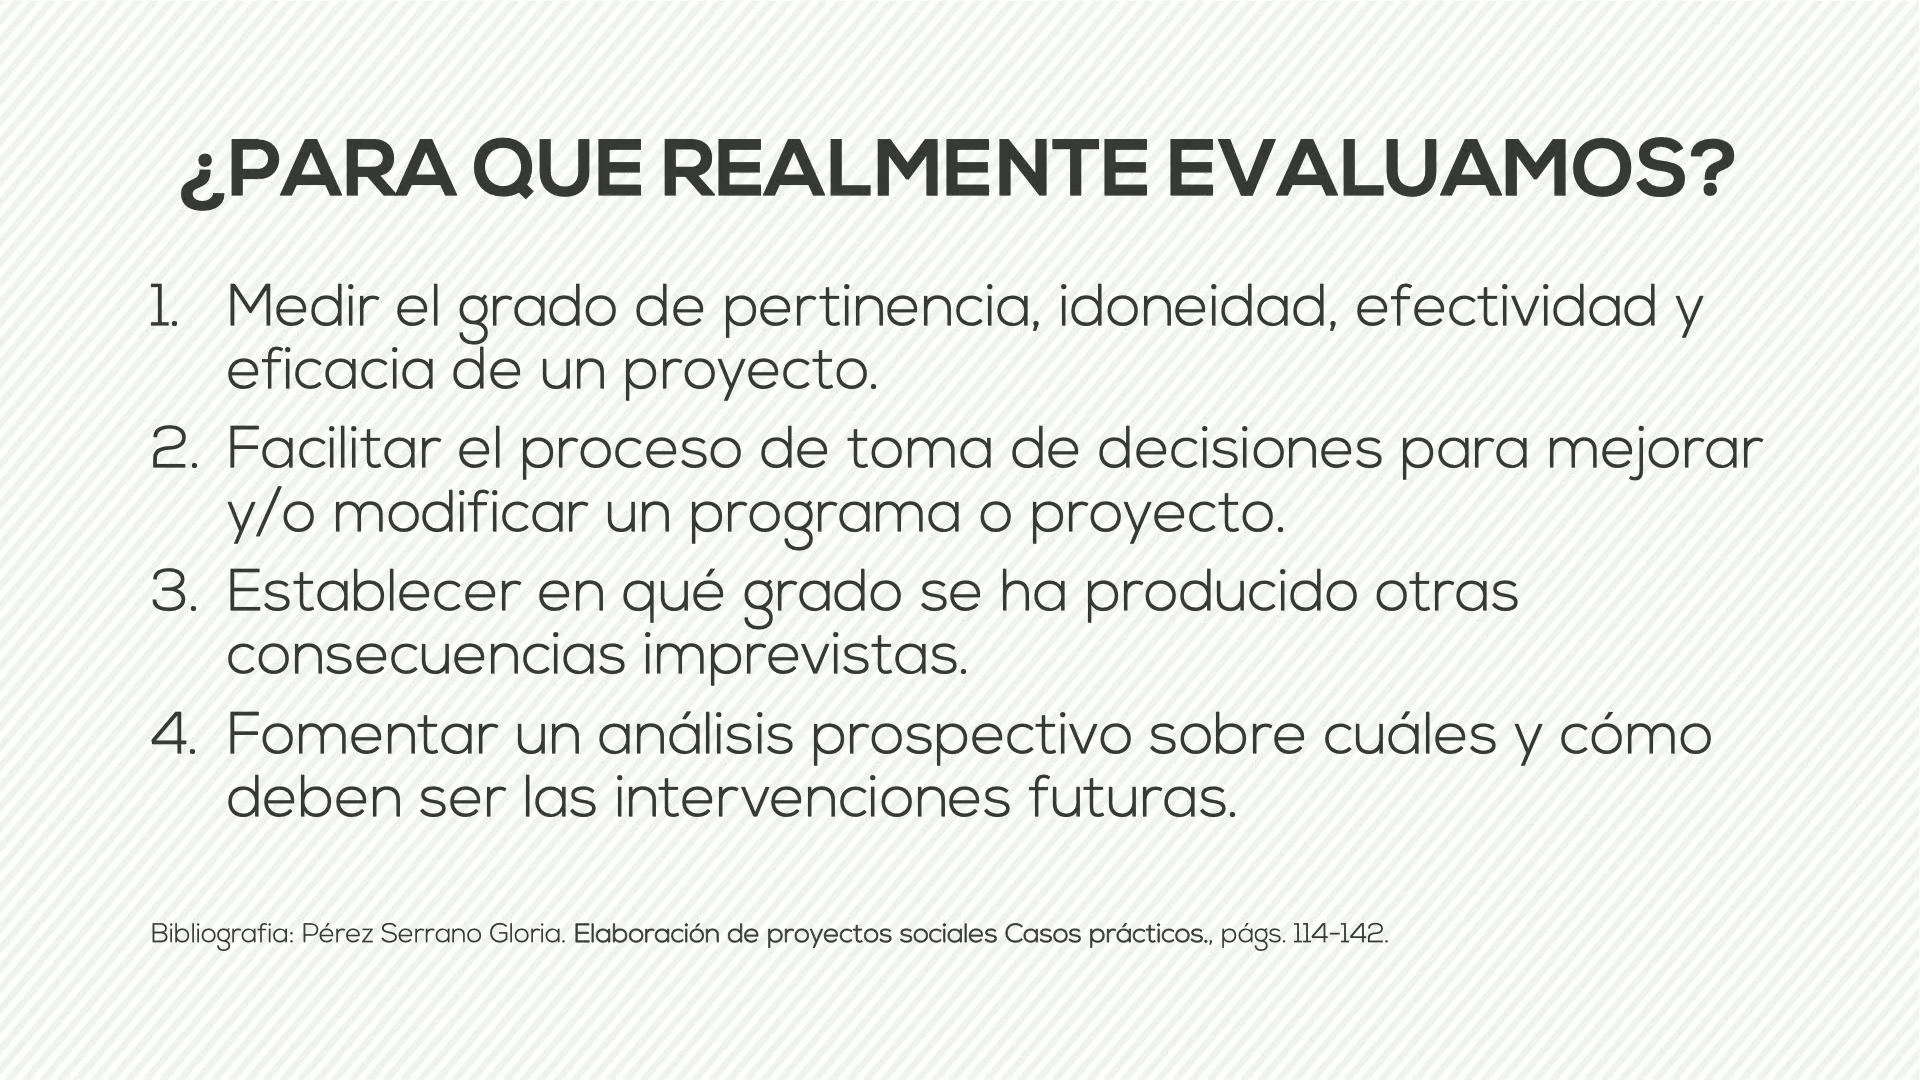 ¿PARA QUE REALMENTE EVALUAMOS?
1. Medir el grado de pertinencia, idoneidad, efectividad y
eficacia de un proyecto.
2. Facilitar el proceso de toma de decisiones para mejorar
y/o modificar un programa o proyecto.
3. Establecer en qué grado se ha producido otras
consecuencias imprevistas.
4. Fomentar un análisis prospectivo sobre cuáles y cómo
deben ser las intervenciones futuras.
Bibliografia: Pérez Serrano Gloria. Elaboración de proyectos sociales Casos prácticos., págs. 114-142.